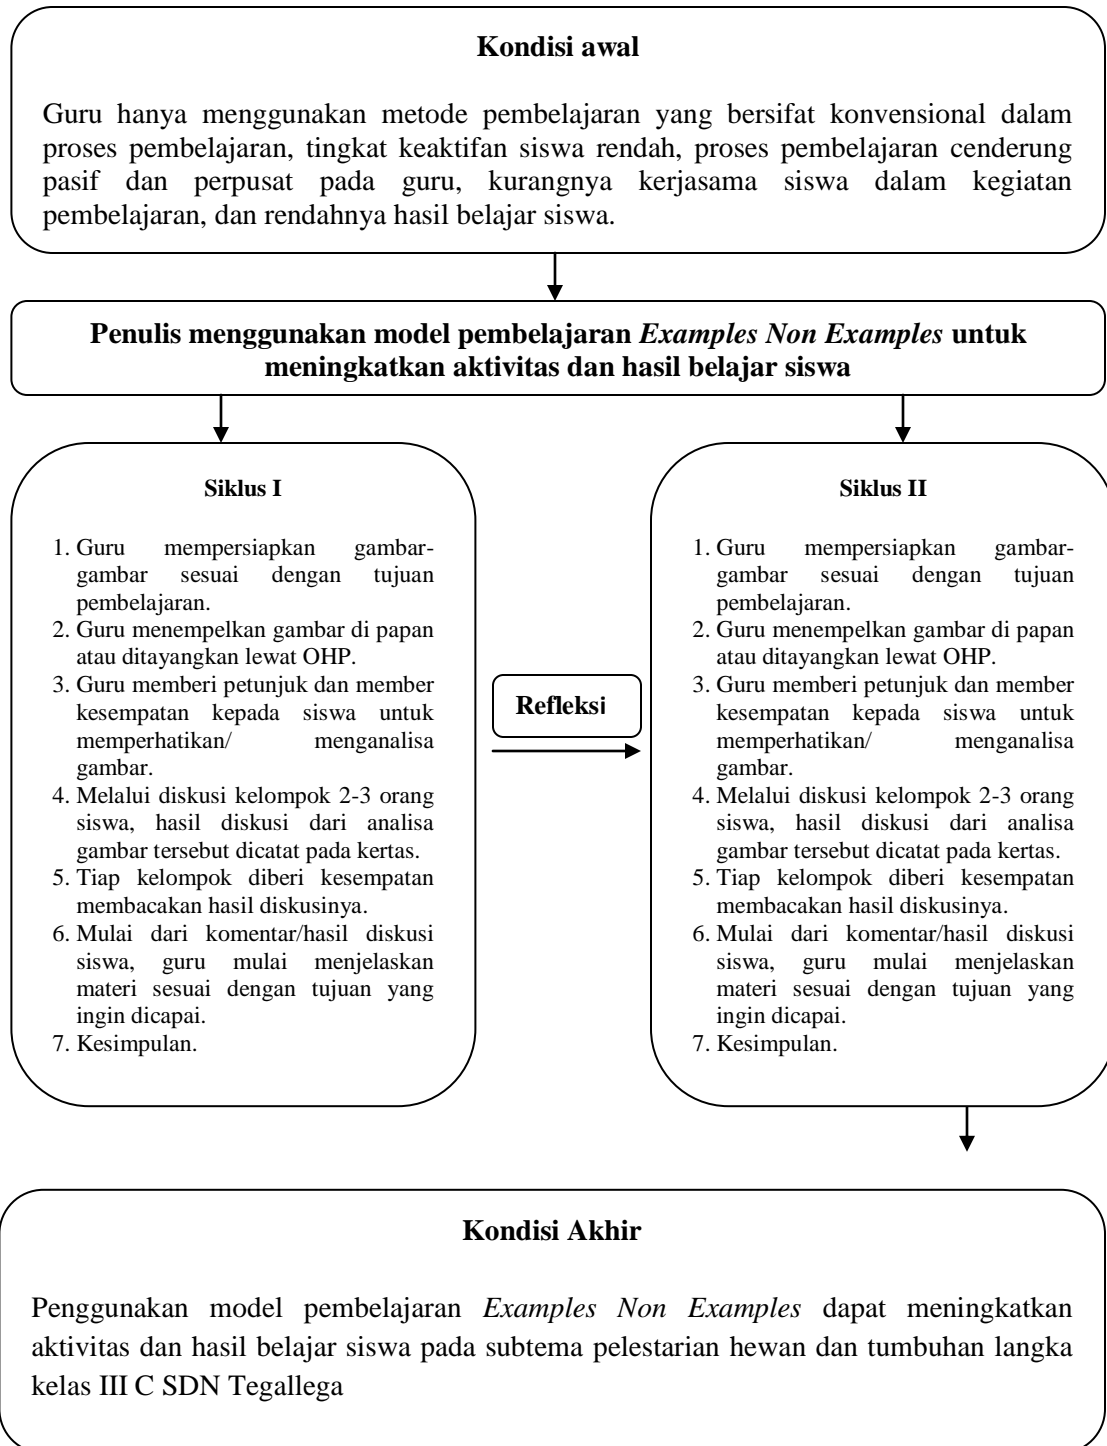 Kondisi awal
Guru hanya menggunakan metode pembelajaran yang bersifat konvensional dalam
proses pembelajaran, tingkat keaktifan siswa rendah, proses pembelajaran cenderung
pasif dan perpusat pada guru, kurangnya kerjasama siswa dalam kegiatan
pembelajaran, dan rendahnya hasil belajar siswa.
Penulis menggunakan model pembelajaran Examples Non Examples untuk
meningkatkan aktivitas dan hasil belajar siswa
Siklus I
1. Guru mempersiapkan gambar-
gambar sesuai dengan tujuan
pembelajaran.
2. Guru menempelkan gambar di papan
atau ditayangkan lewat OHP.
3. Guru memberi petunjuk dan member
kesempatan kepada siswa untuk
memperhatikan/ menganalisa
gambar.
4. Melalui diskusi kelompok 2-3 orang
siswa, hasil diskusi dari analisa
gambar tersebut dicatat pada kertas.
5. Tiap kelompok diberi kesempatan
membacakan hasil diskusinya.
6. Mulai dari komentar/hasil diskusi
siswa, guru mulai menjelaskan
materi sesuai dengan tujuan yang
ingin dicapai.
7. Kesimpulan.
Refleksi
Siklus II
1. Guru mempersiapkan gambar-
gambar sesuai dengan tujuan
pembelajaran.
2. Guru menempelkan gambar di papan
atau ditayangkan lewat OHP.
3. Guru memberi petunjuk dan member
kesempatan kepada siswa untuk
memperhatikan/ menganalisa
gambar.
4. Melalui diskusi kelompok 2-3 orang
siswa, hasil diskusi dari analisa
gambar tersebut dicatat pada kertas.
5. Tiap kelompok diberi kesempatan
membacakan hasil diskusinya.
6. Mulai dari komentar/hasil diskusi
siswa, guru mulai menjelaskan
materi sesuai dengan tujuan yang
ingin dicapai.
7. Kesimpulan.
Kondisi Akhir
Penggunakan model pembelajaran Examples Non Examples dapat meningkatkan
aktivitas dan hasil belajar siswa pada subtema pelestarian hewan dan tumbuhan langka
kelas III C SDN Tegallega